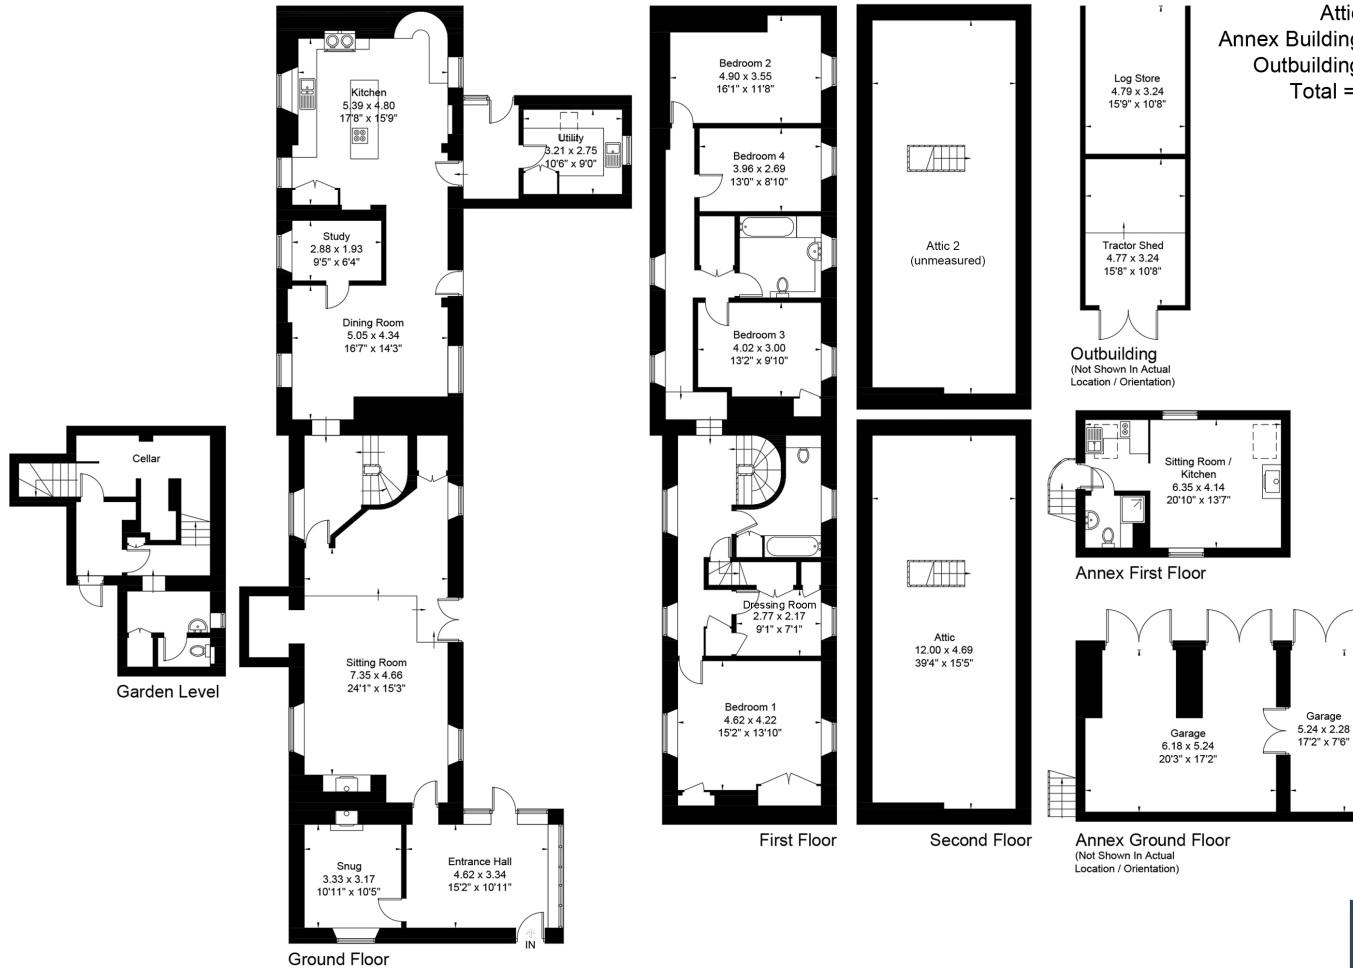 Kitchen
5.39 x 4.80
17'8" x 15'9"
Utility
3.21 x 2.75
10'6" x 9'0"
Study
2.88 x 1.93
9'5" x 6'4"
Dining Room
5.05 x 4.34
16'7" x 14'3"
Sitting Room
7.35 x 4.66
24'1" x 15'3"
Snug
3.33 x 3.17
10'11" x 10'5"
Entrance Hall
4.62 x 3.34
15'2" x 10'11"
IN
Ground Floor
Cellar
Garden Level
Bedroom 2
4.90 x 3.55
16'1" x 11'8"
Bedroom 4
3.96 x 2.69
13'0" x 8'10"
Bedroom 3
4.02 x 3.00
13'2" x 9'10"
Dressing Room
2.77 x 2.17
9'1" x 7'1"
Bedroom 1
4.62 x 4.22
15'2" x 13'10"
First Floor
Attic 2
(unmeasured)
Attic
12.00 x 4.69
39'4" x 15'5"
Second Floor
Attic
Annex Building
Outbuilding
Total =
Log Store
4.79 x 3.24
15'9" x 10'8"
Tractor Shed
4.77 x 3.24
15'8" x 10'8"
Outbuilding
(Not Shown In Actual
Location / Orientation)
Sitting Room /
Kitchen
6.35 x 4.14
20'10" x 13'7"
Annex First Floor
Garage
6.18 x 5.24
20'3" x 17'2"
Garage
5.24 x 2.28
17'2" x 7'6"
Annex Ground Floor
(Not Shown In Actual
Location / Orientation)